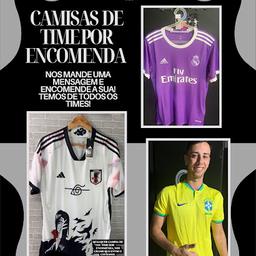 CAMISAS DE
TIME POR
ENCOMENDA
NOS MANDE UMA
MENSAGEM E
ENCOMENDE A SUA!
TEMOS DE TODOS OS
TIMES!
Fly
Emirates